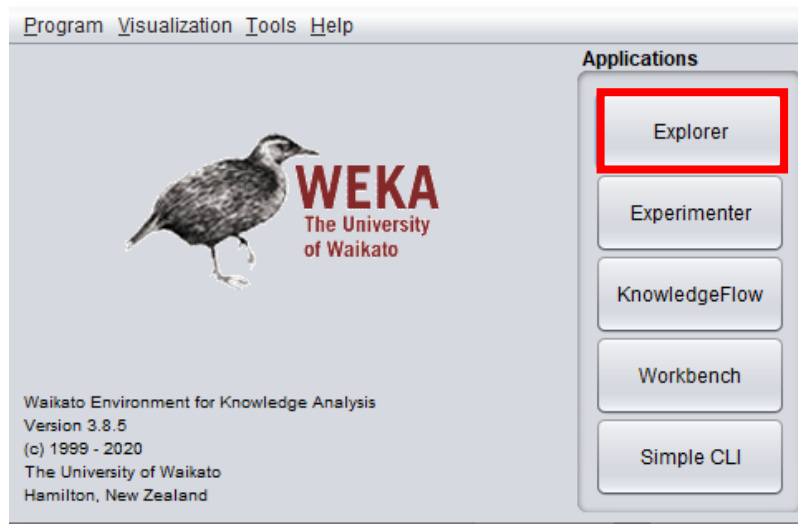 Program Visualization Tools Help
Applications
Explorer
Experimenter
KnowledgeFlow
Workbench
Simple CLI
WEKA
The University
of Waikato
Waikato Environment for Knowledge Analysis
Version 3.8.5
(c) 1999 - 2020
The University of Waikato
Hamilton, New Zealand